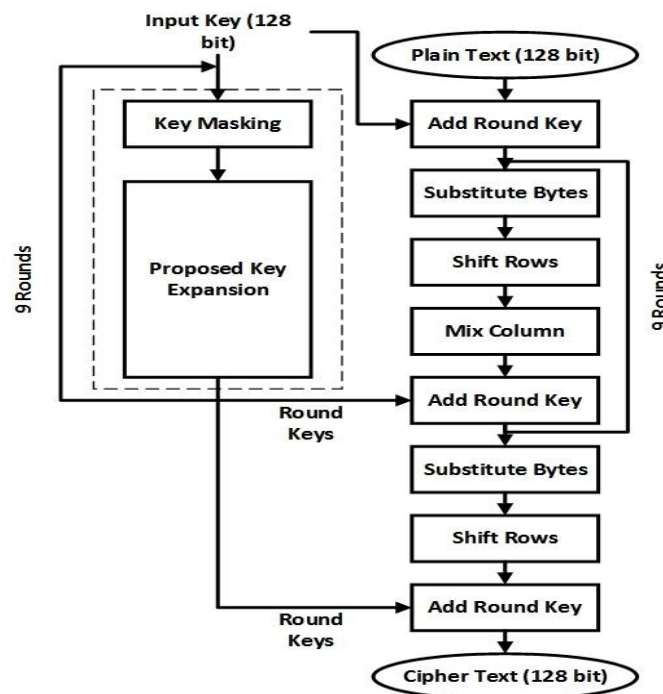 Input Key (128
bit)
Plain Text (128 bit)
Key Masking
Add Round Key
Substitute Bytes
Proposed Key
Expansion
Shift Rows
9 Rounds
9 Rounds
Mix Column
Add Round Key
Round
Keys
Substitute Bytes
Shift Rows
Add Round Key
Round
Keys
Cipher Text (128 bit)